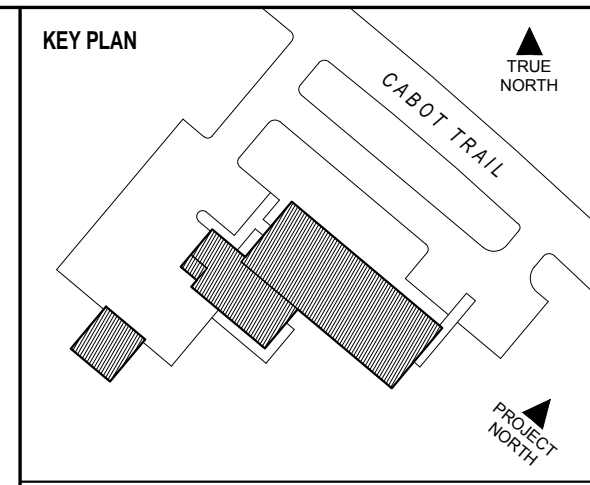 KEY PLAN
TRUE
NORTH
CABOT TRAIL
PROJECT
NORTH